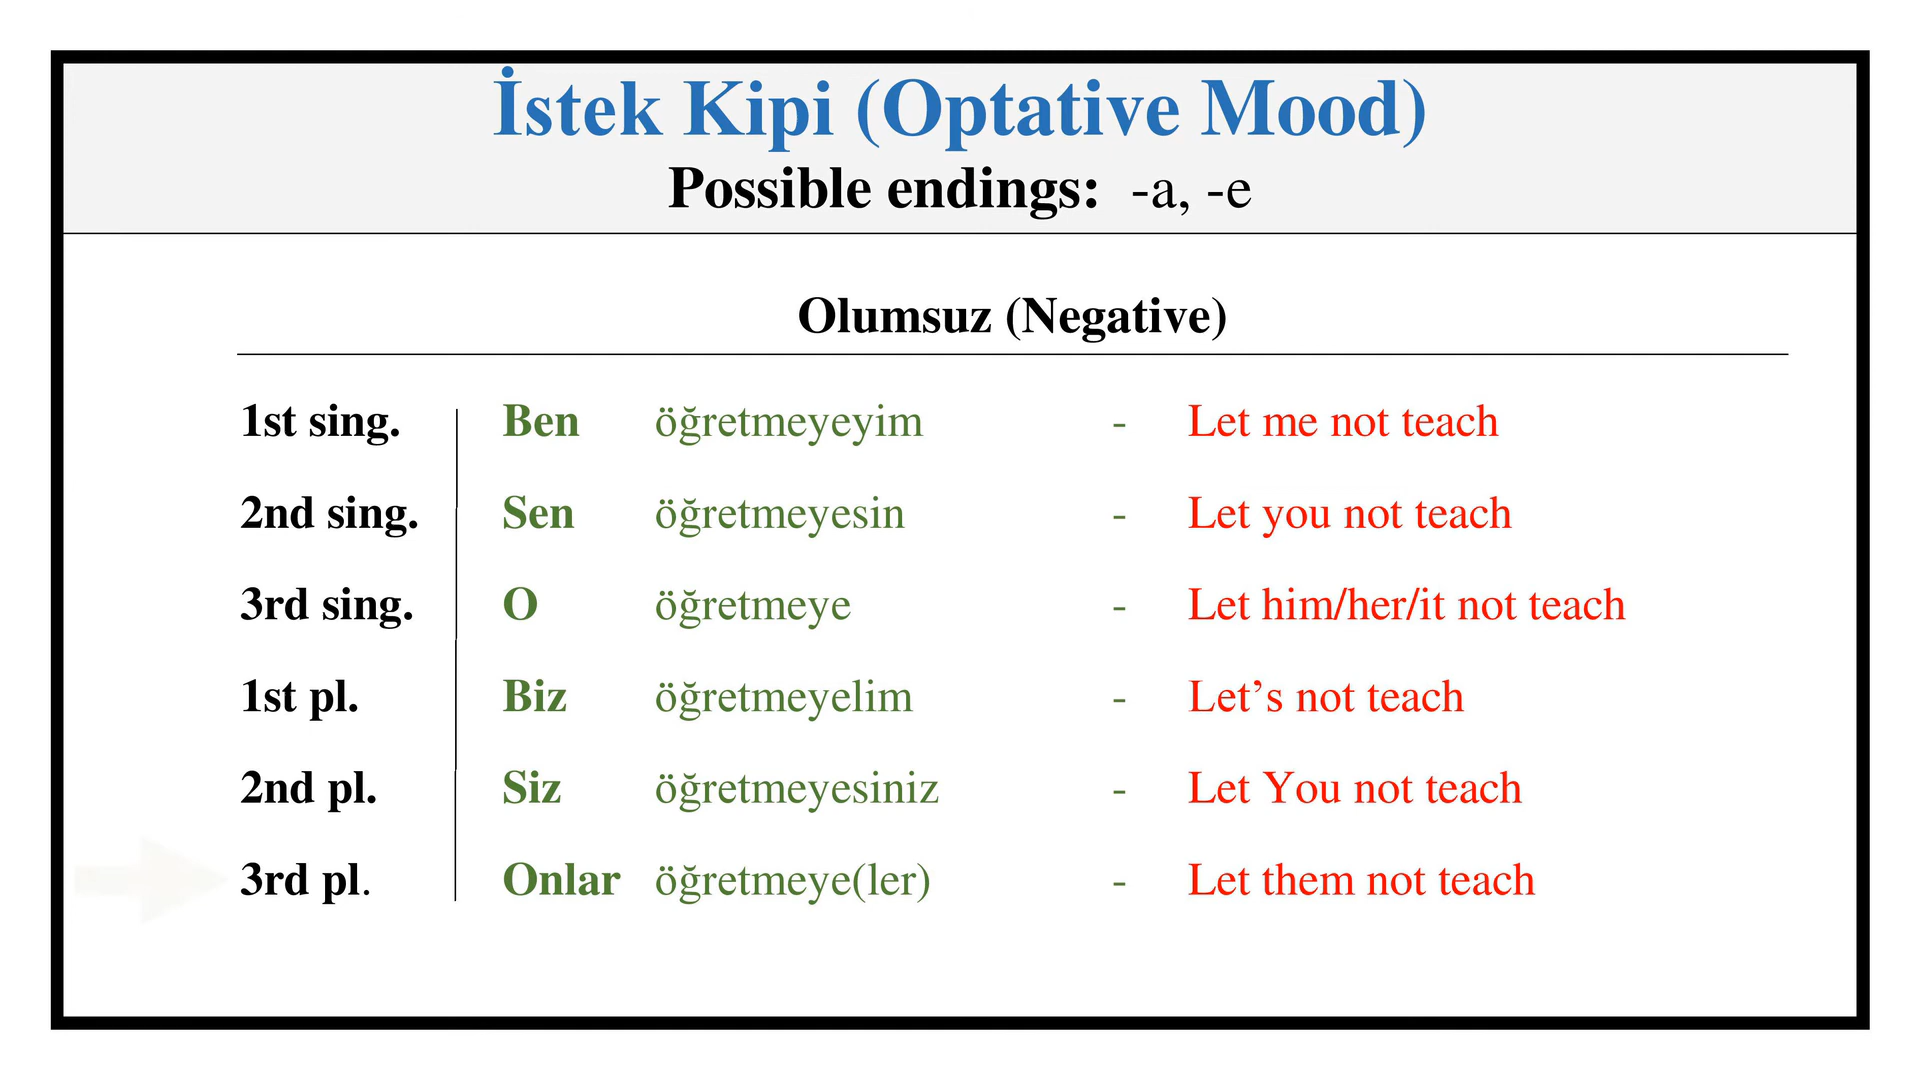 İstek Kipi (Optative Mood)
Possible endings: -a, -e
Olumsuz (Negative)
1st sing. Ben öğretmeyeyim - Let me not teach
2nd sing. Sen öğretmeyesin - Let you not teach
3rd sing. O öğretmeye - Let him/her/it not teach
1st pl. Biz öğretmeyelim - Let’s not teach
2nd pl. Siz öğretmeyesiniz - Let You not teach
3rd pl. Onlar öğretmeye(ler) - Let them not teach